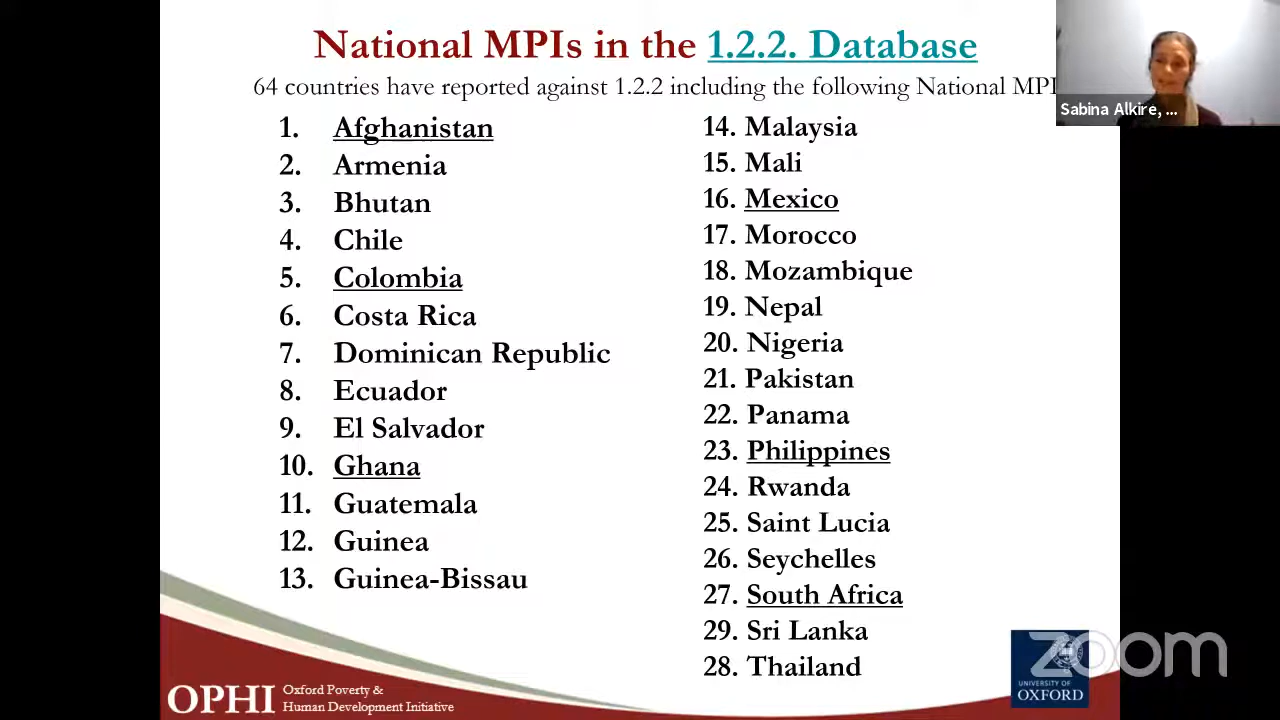 National MPIs in the 1.2.2. Database
64 countries have reported against 1.2.2 including the following National MPI
Sabina Alkire, ...
1. Afghanistan
2. Armenia
3. Bhutan
4. Chile
5. Colombia
6. Costa Rica
7. Dominican Republic
8. Ecuador
9. El Salvador
10. Ghana
11. Guatemala
12. Guinea
13. Guinea-Bissau
14. Malaysia
15. Mali
16. Mexico
17. Morocco
18. Mozambique
19. Nepal
20. Nigeria
21. Pakistan
22. Panama
23. Philippines
24. Rwanda
25. Saint Lucia
26. Seychelles
27. South Africa
29. Sri Lanka
28. Thailand
OPHI
Oxford Poverty &
Human Development Initiative
zoom
UNIVERSITY OF
OXFORD